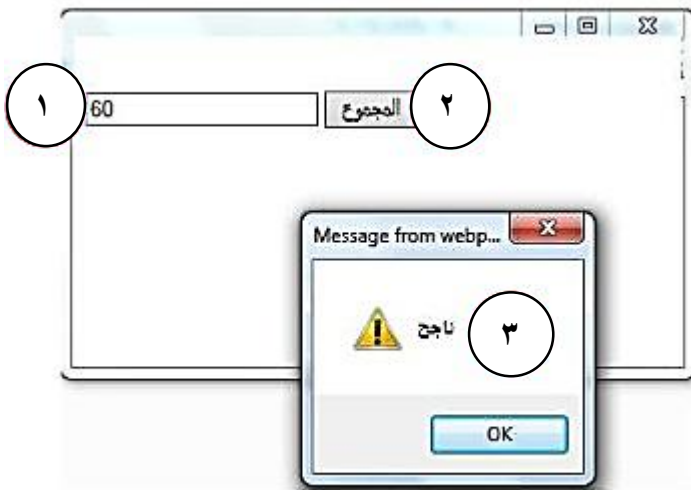 ١ 60 المجموع ٢
Message from webp...
ناجح ٣
OK